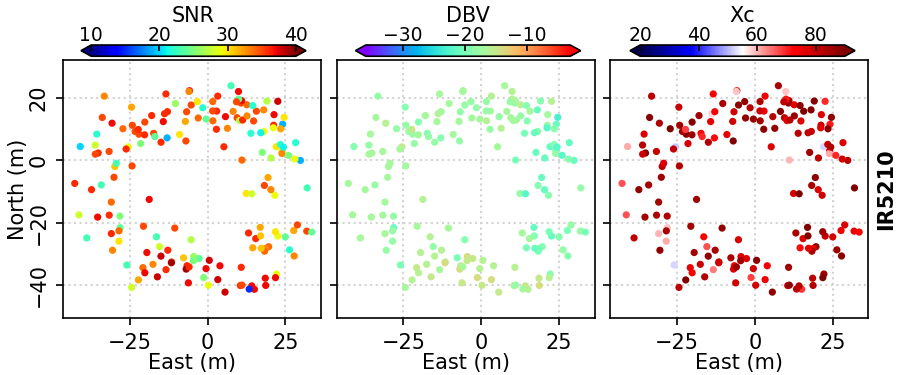 SNR DBV Xc
10 20 30 40 −30 −20 −10 20 40 60 80
20
0
−20
−40
North (m)
−25 0 25 −25 0 25 −25 0 25
East (m) East (m) East (m)
IR5210